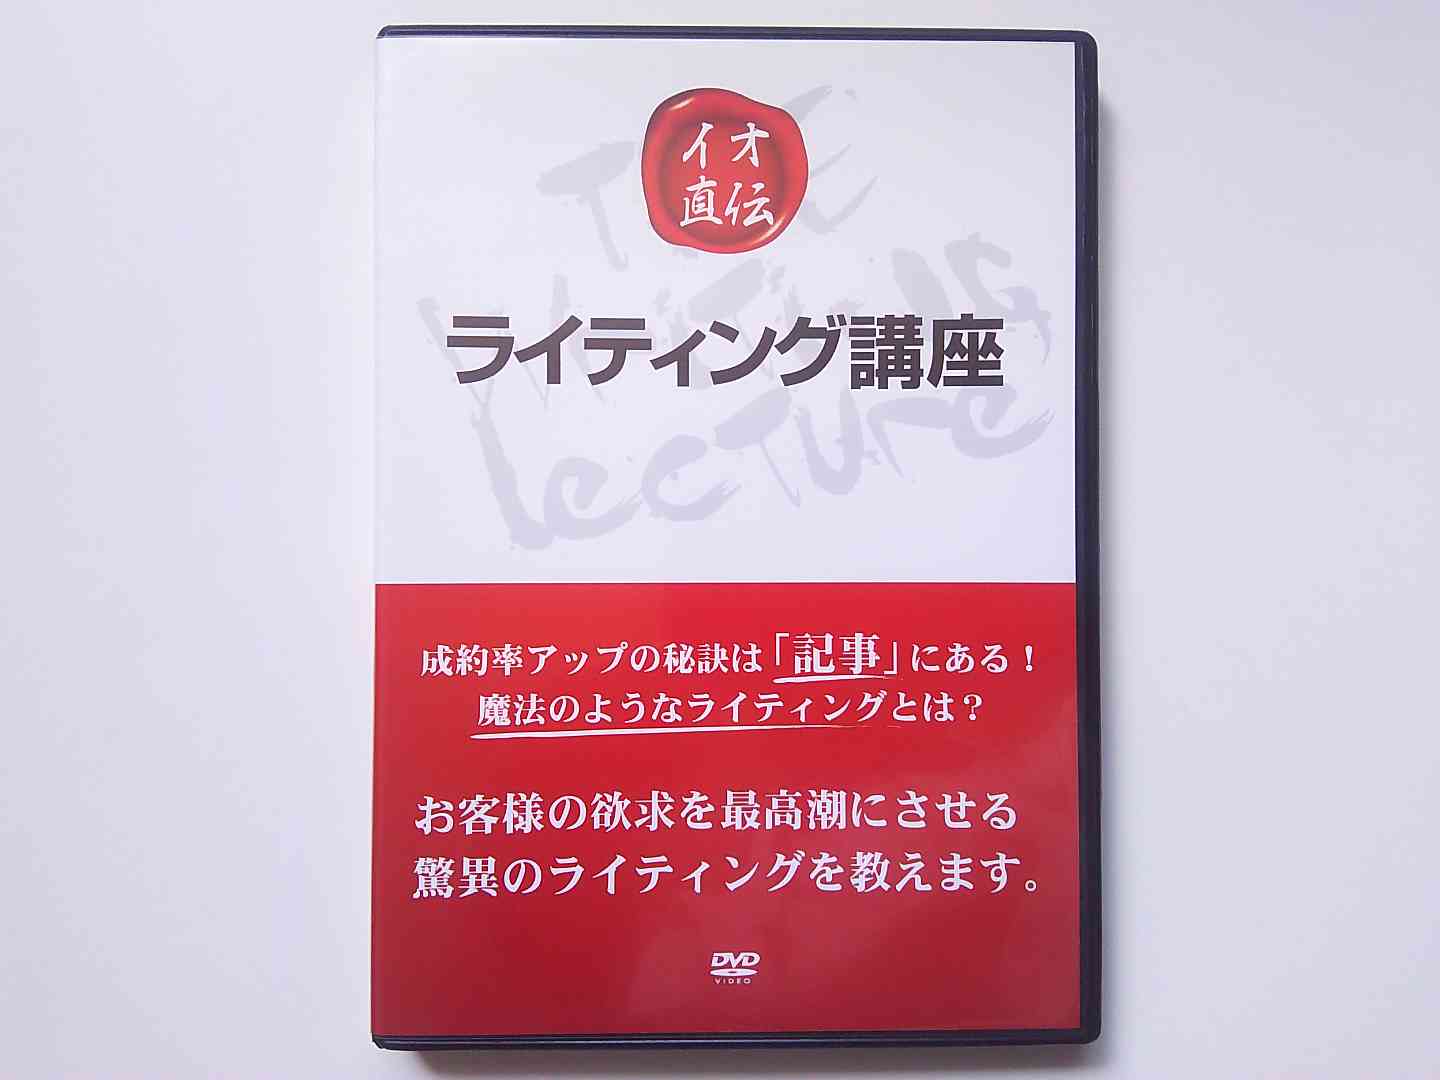 イオ
直伝
THE
WRITING
Lecture
ライティング講座
成約率アップの秘訣は「記事」にある！
魔法のようなライティングとは？
お客様の欲求を最高潮にさせる
驚異のライティングを教えます。
DVD
VIDEO